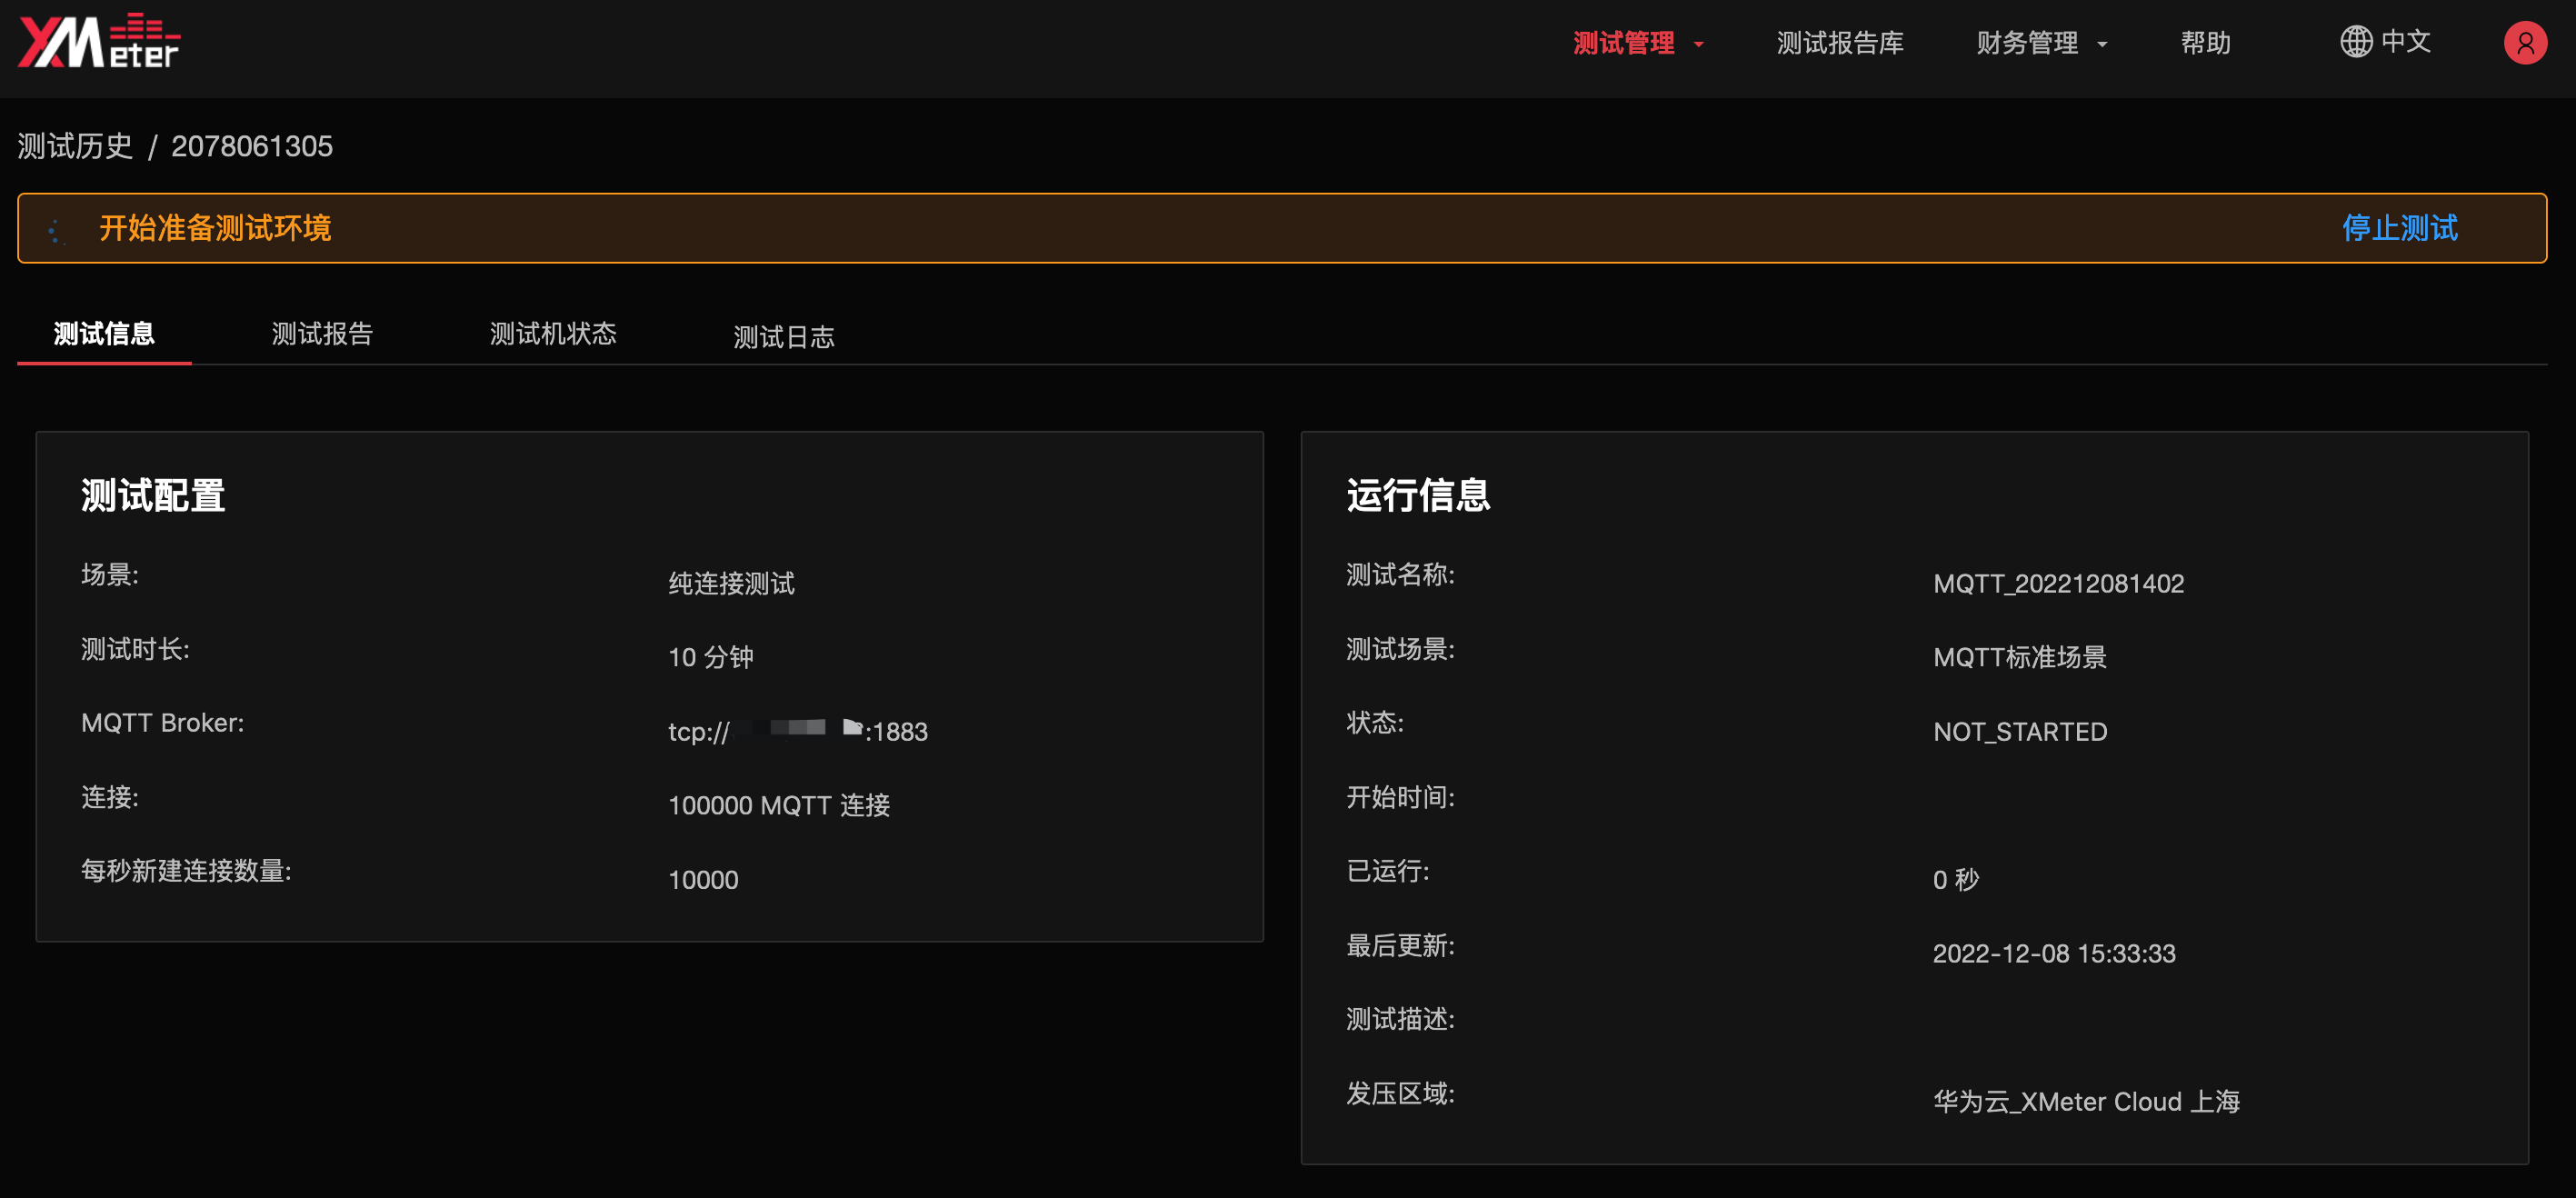 XMeter
测试管理
测试报告库
财务管理
帮助
中文
测试历史 / 2078061305
开始准备测试环境
停止测试
测试信息
测试报告
测试机状态
测试日志
测试配置
场景:
纯连接测试
测试时长:
10 分钟
MQTT Broker:
tcp:// :1883
连接:
100000 MQTT 连接
每秒新建连接数量:
10000
运行信息
测试名称:
MQTT_202212081402
测试场景:
MQTT标准场景
状态:
NOT_STARTED
开始时间:
已运行:
0 秒
最后更新:
2022-12-08 15:33:33
测试描述:
发压区域:
华为云_XMeter Cloud 上海